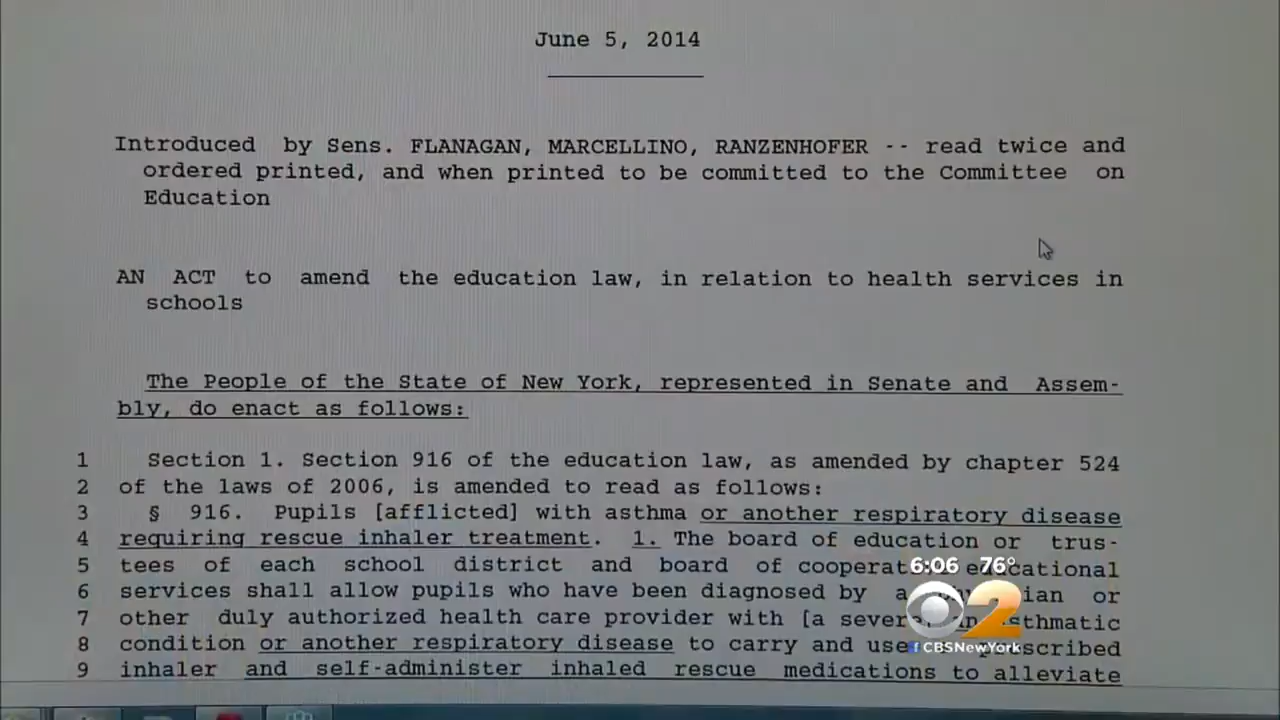 June 5, 2014
Introduced by Sens. FLANAGAN, MARCELLINO, RANZENHOFER -- read twice and
ordered printed, and when printed to be committed to the Committee on
Education
AN ACT to amend the education law, in relation to health services in
schools
The People of the State of New York, represented in Senate and Assem-
bly, do enact as follows:
1 Section 1. Section 916 of the education law, as amended by chapter 524
2 of the laws of 2006, is amended to read as follows:
3 § 916. Pupils [afflicted] with asthma or another respiratory disease
4 requiring rescue inhaler treatment. 1. The board of education or trus-
5 tees of each school district and board of cooperative educational
6 services shall allow pupils who have been diagnosed by a physician or
7 other duly authorized health care provider with [a severe] an asthmatic
8 condition or another respiratory disease to carry and use prescribed
9 inhaler and self-administer inhaled rescue medications to alleviate
6:06 76°
2
CBSNewYork